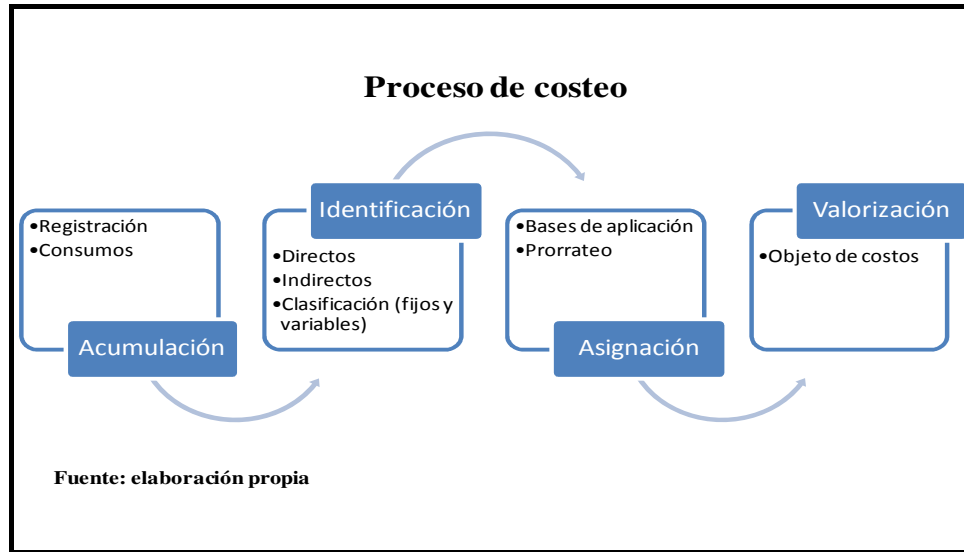 Proceso de costeo
•Registración
•Consumos
Acumulación
Identificación
•Directos
•Indirectos
•Clasificación (fijos y
variables)
•Bases de aplicación
•Prorrateo
Asignación
Valorización
•Objeto de costos
Fuente: elaboración propia